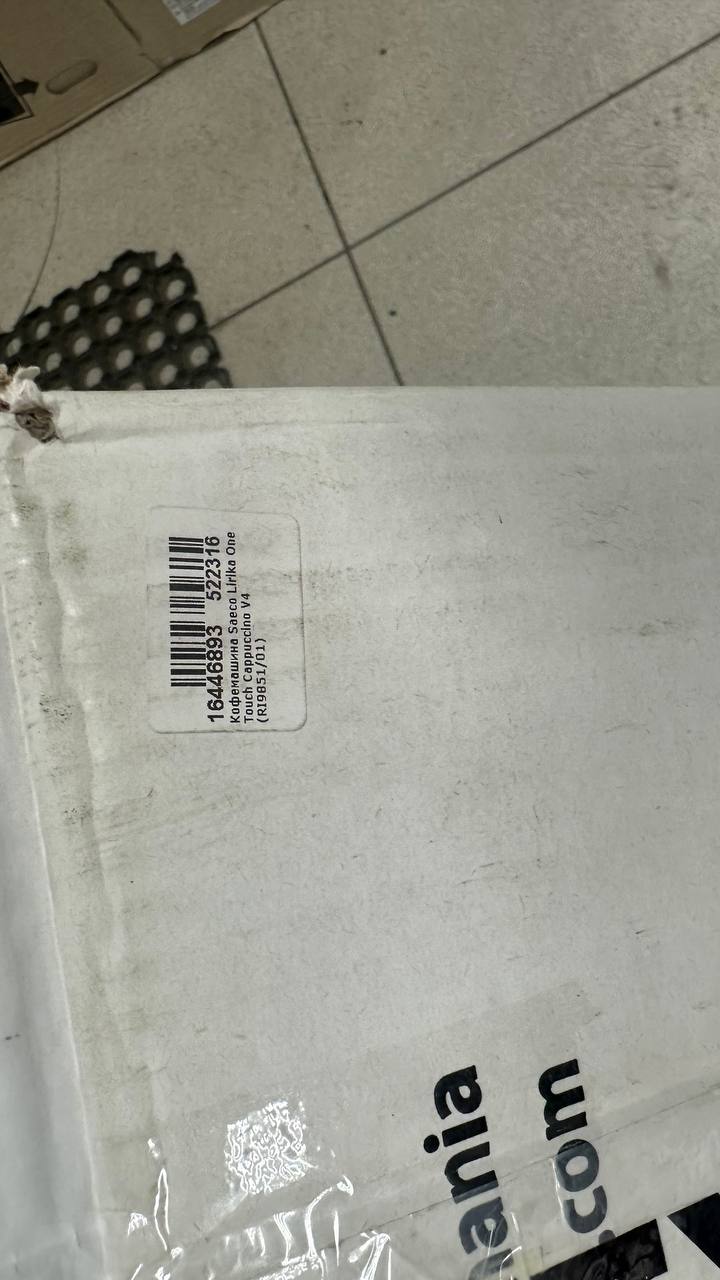 16446893 522316
Кофемашина Saeco Lirika One
Touch Cappuccino V4
(RI9851/01)
ania
.com